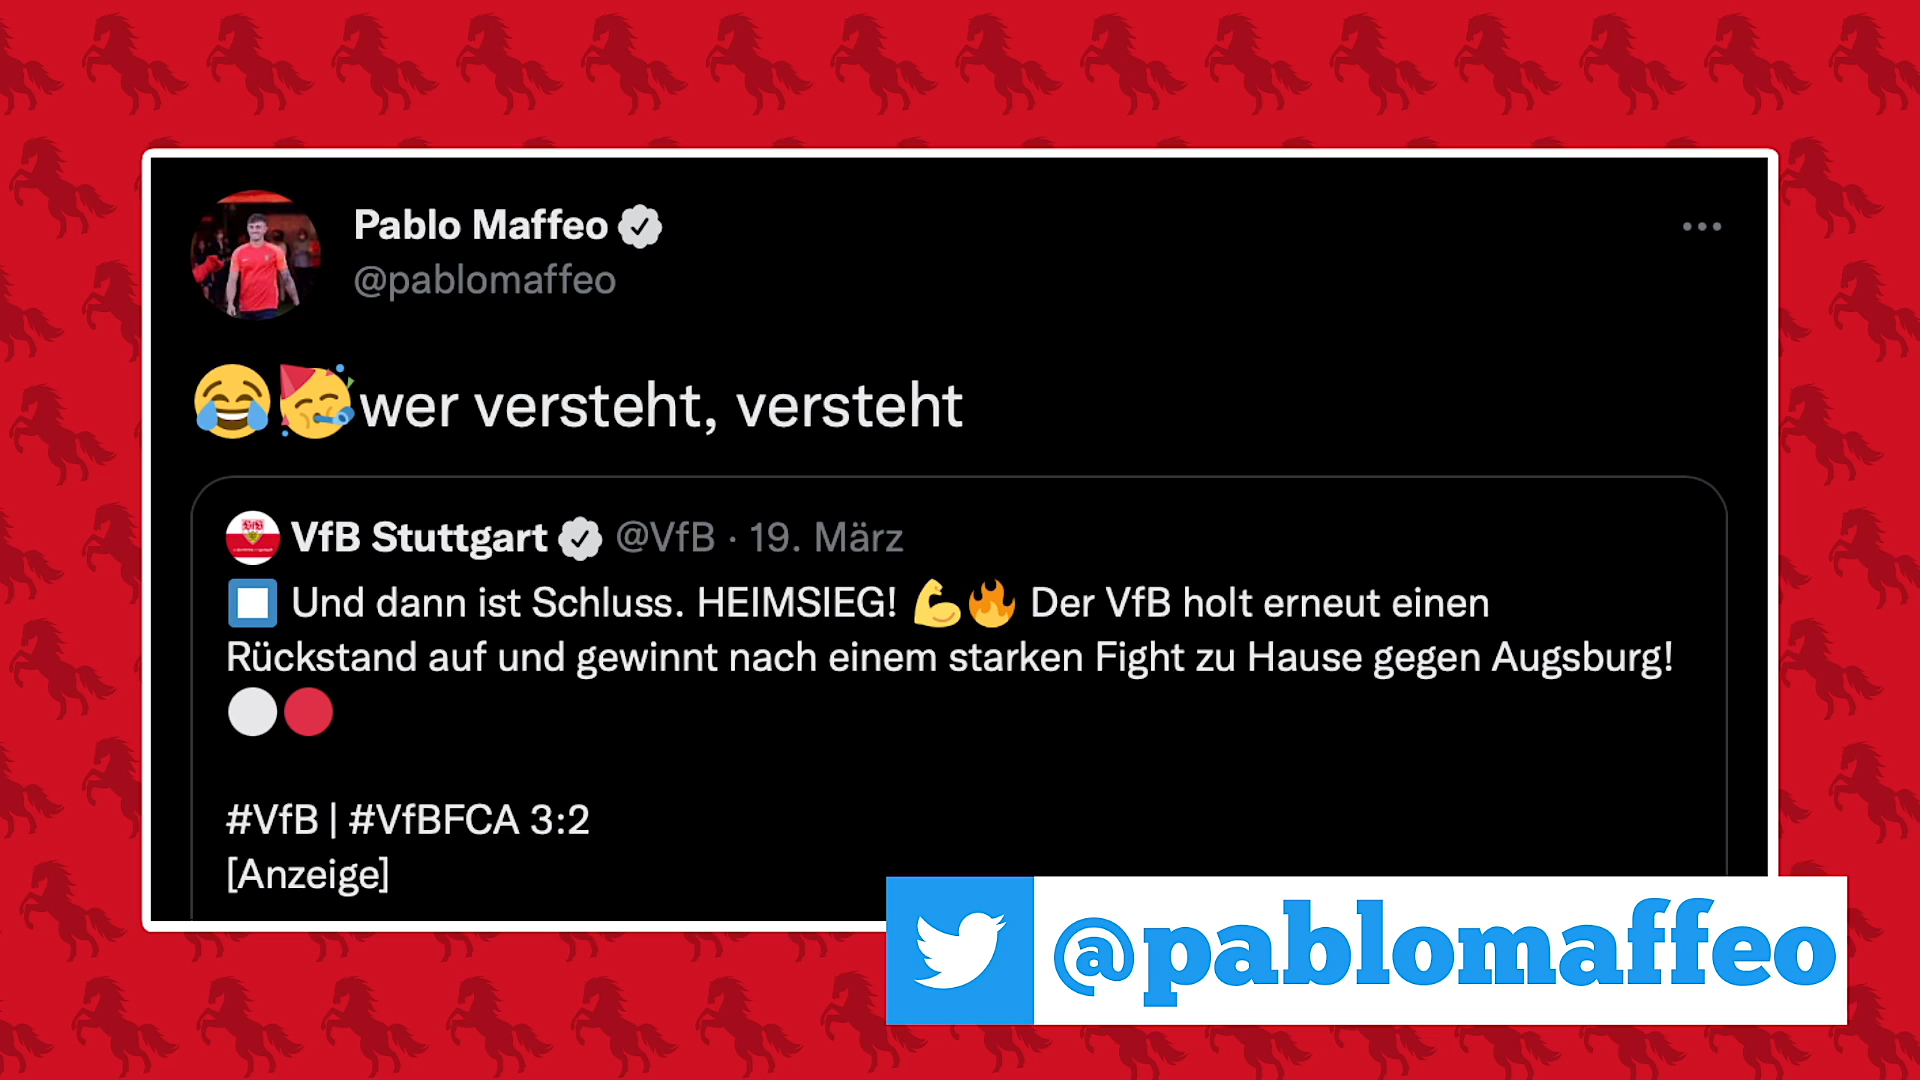 Pablo Maffeo
@pablomaffeo
😂🥳wer versteht, versteht
VfB Stuttgart @VfB · 19. März
⏹️ Und dann ist Schluss. HEIMSIEG! 💪🔥 Der VfB holt erneut einen
Rückstand auf und gewinnt nach einem starken Fight zu Hause gegen Augsburg!
⚪🔴
#VfB | #VfBFCA 3:2
[Anzeige]
@pablomaffeo